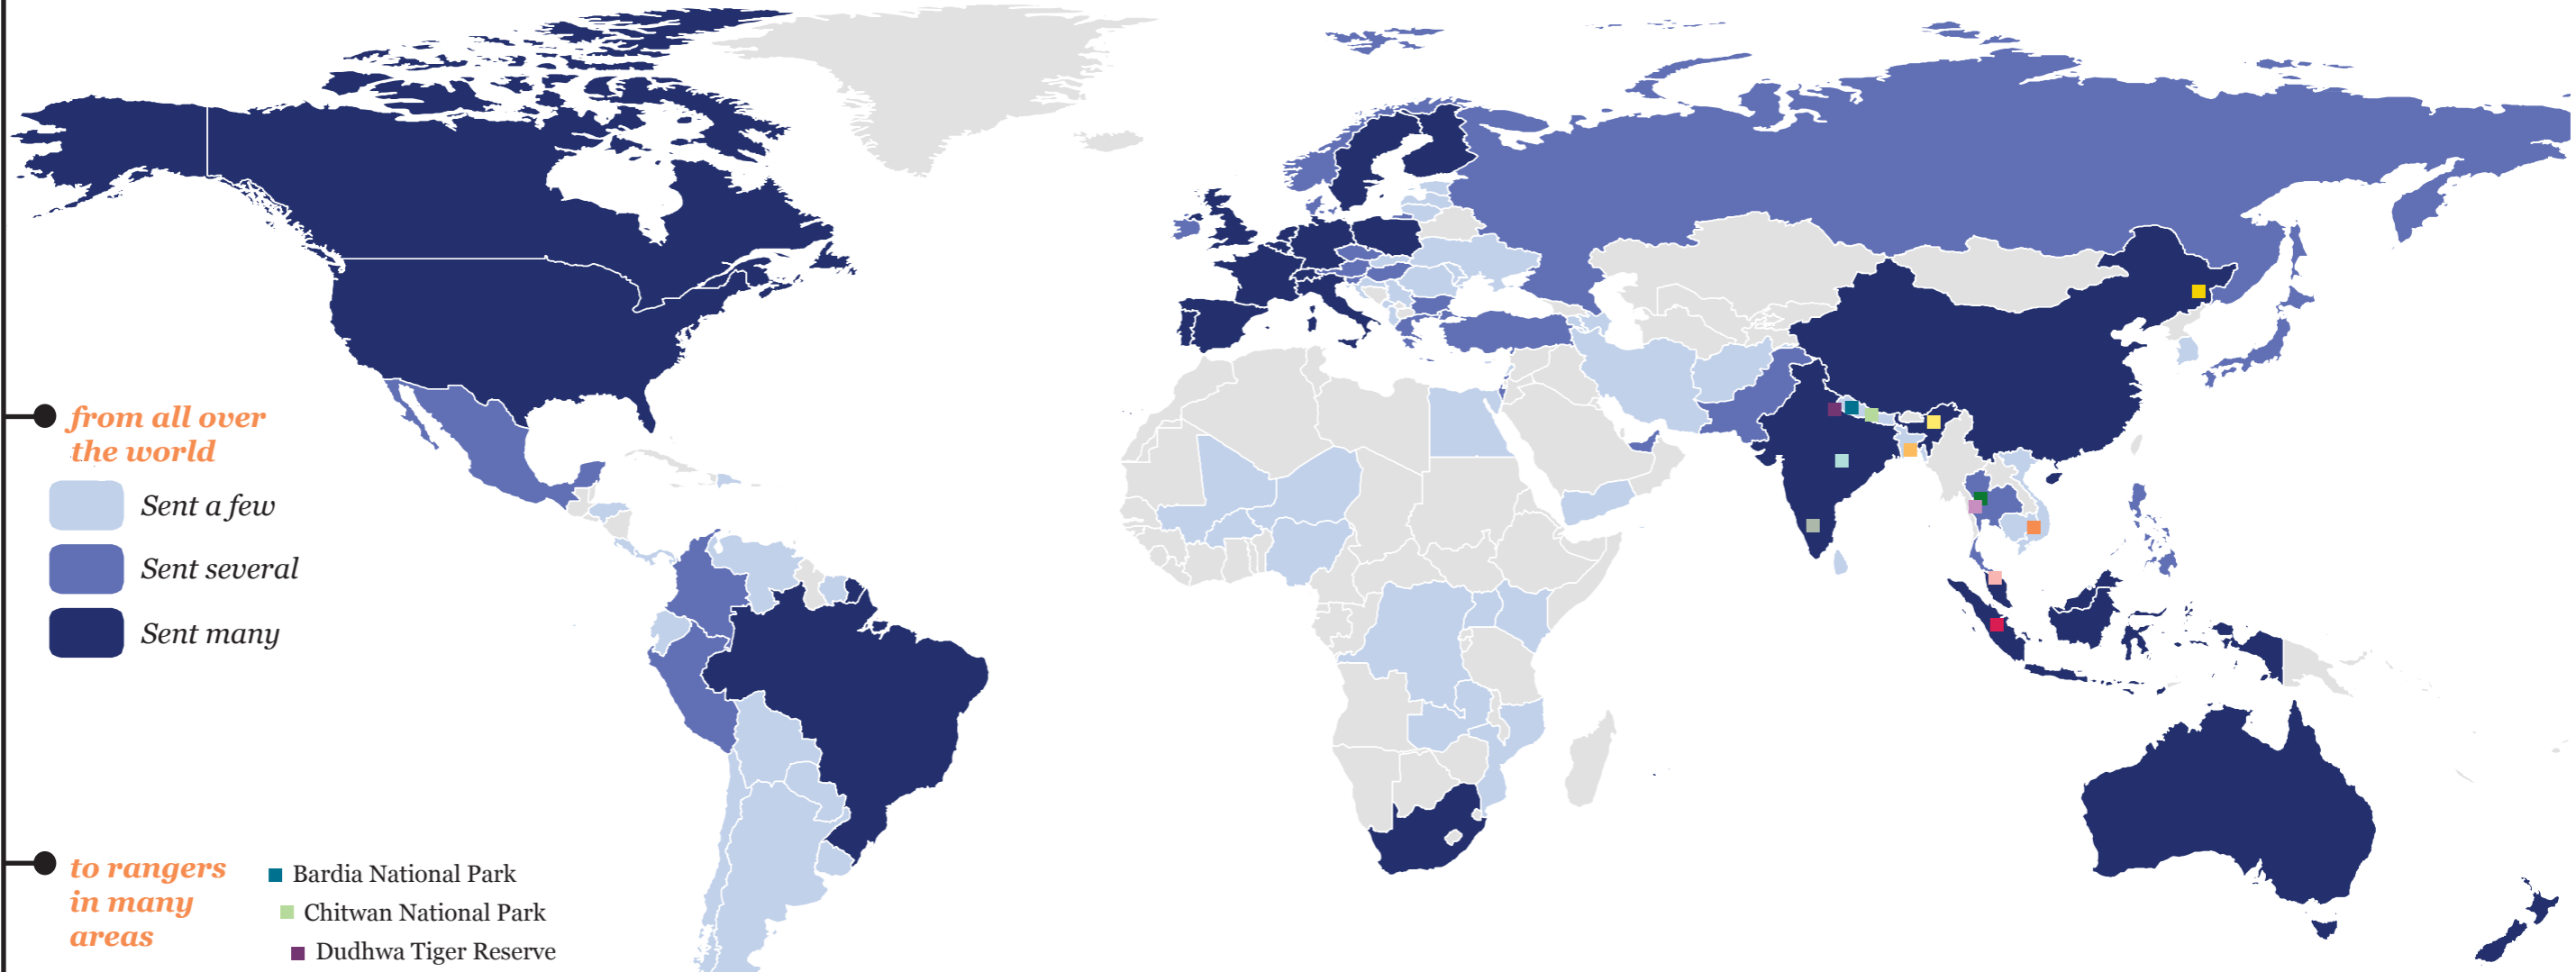 from all over
the world
Sent a few
Sent several
Sent many
to rangers
in many
areas
Bardia National Park
Chitwan National Park
Dudhwa Tiger Reserve